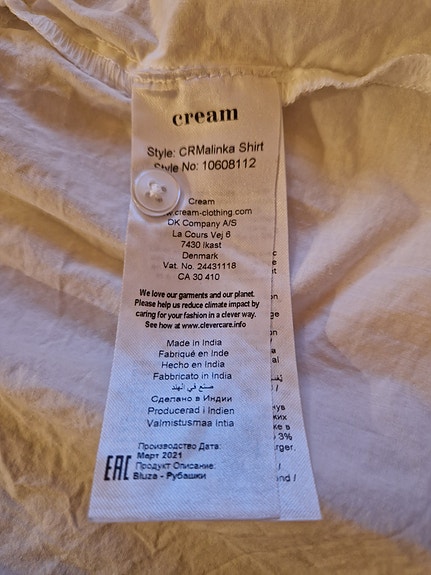 cream
Style: CRMalinka Shirt
Style No: 10608112
Cream
.cream-clothing.com
DK Company A/S
La Cours Vej 6
7430 Ikast
Denmark
Vat. No. 24431118
CA 30 410
We love our garments and our planet.
Please help us reduce climate impact by
caring for your fashion in a clever way.
See how at www.clevercare.info
Made in India
Fabriqué en Inde
Hecho en India
Fabbricato in India
صنع في الهند
Сделано в Индии
Producerad i Indien
Valmistusmaa Intia
Производство Дата:
Март 2021
EAC Продукт Описание:
Bluza - Рубашки
3%